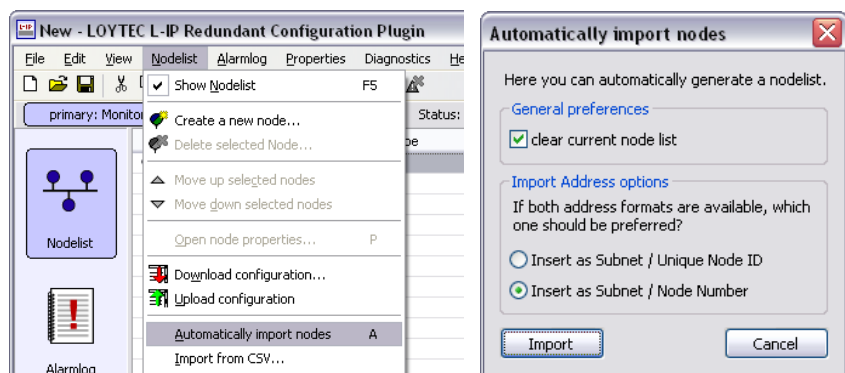 New - LOYTEC L-IP Redundant Configuration Plugin
File Edit View Nodelist Alarmlog Properties Diagnostics He
Show Nodelist F5
primary: Monito
Status:
Create a new node...
Delete selected Node...
pe
Move up selected nodes
Move down selected nodes
Open node properties... P
Nodelist
Download configuration...
Upload configuration
Automatically import nodes A
Import from CSV...
Alarmlog
Automatically import nodes
Here you can automatically generate a nodelist.
General preferences
clear current node list
Import Address options
If both address formats are available, which
one should be preferred?
Insert as Subnet / Unique Node ID
Insert as Subnet / Node Number
Import Cancel